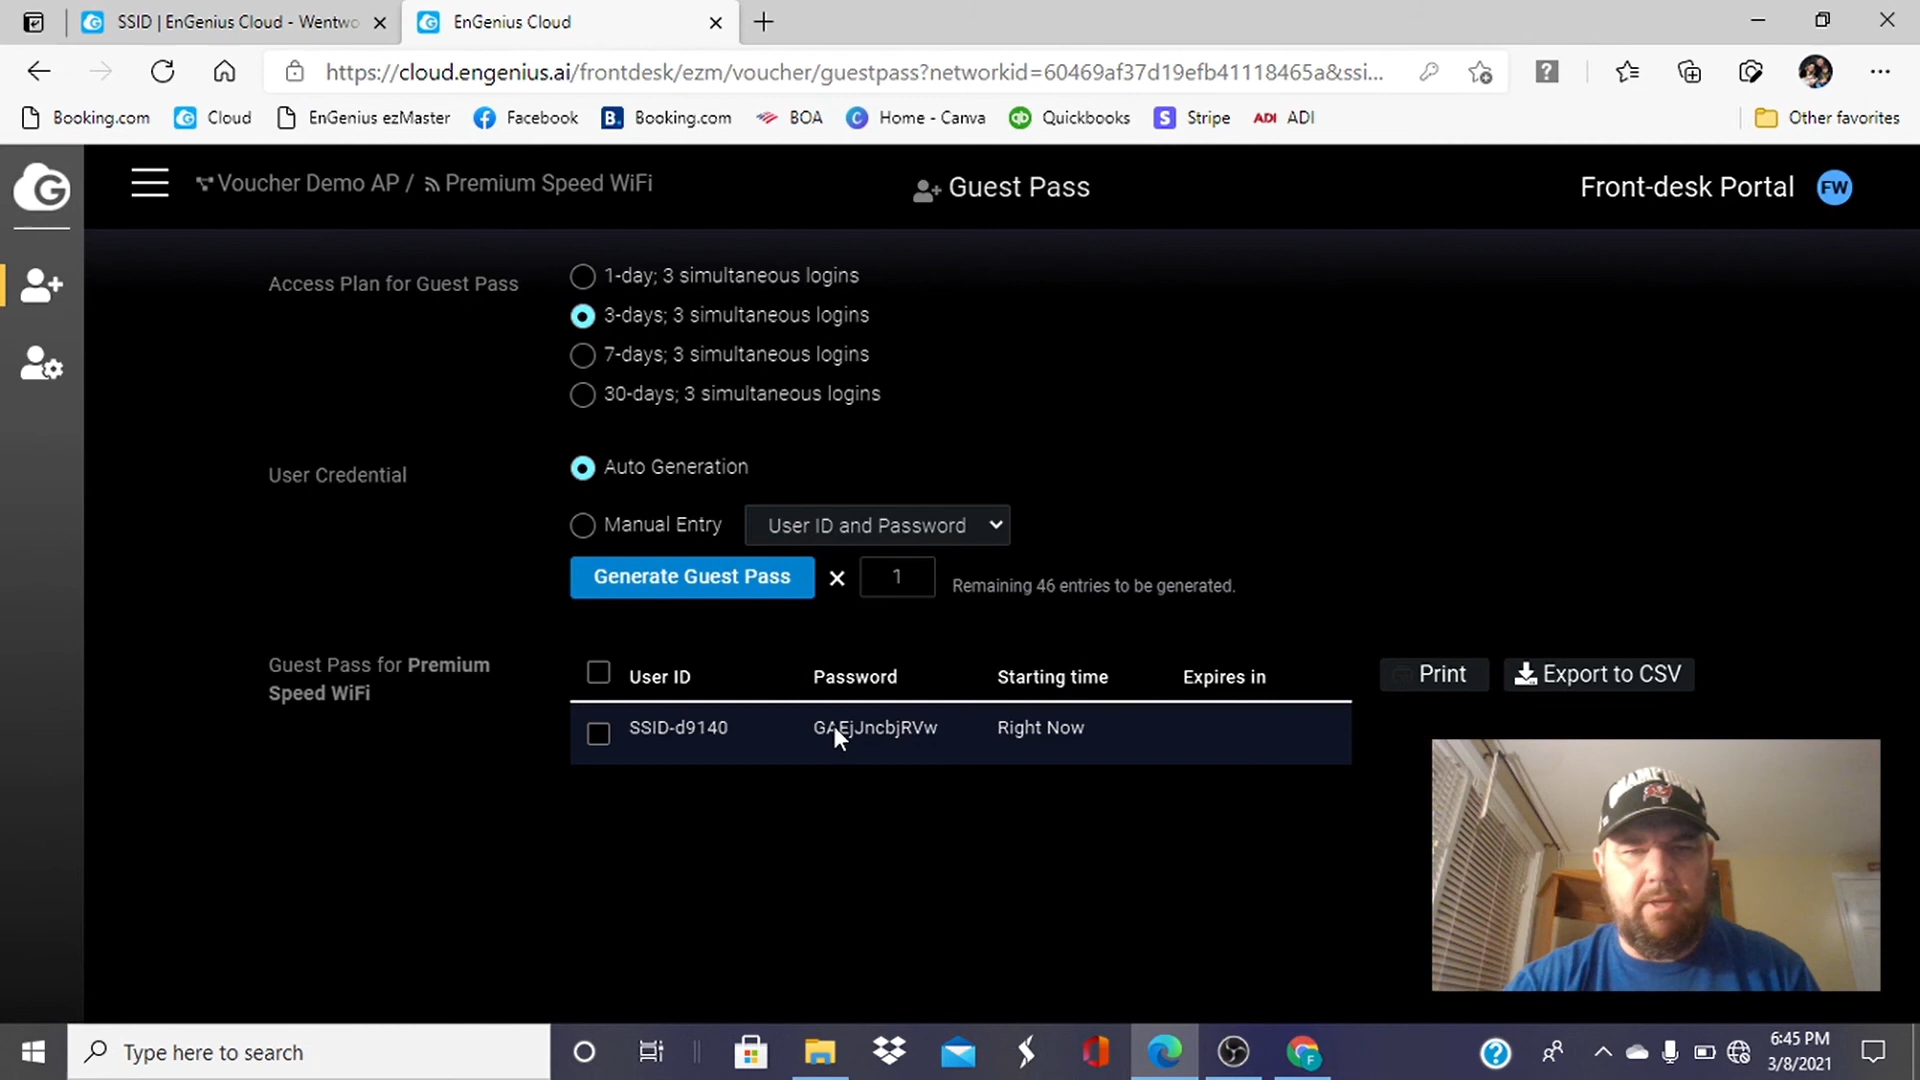 SSID | EnGenius Cloud - Wentwo
EnGenius Cloud
https://cloud.engenius.ai/frontdesk/ezm/voucher/guestpass?networkid=60469af37d19efb41118465a&ssi...
Booking.com
Cloud
EnGenius ezMaster
Facebook
B. Booking.com
BOA
C Home - Canva
qb Quickbooks
S Stripe
ADI ADI
Other favorites
Voucher Demo AP / Premium Speed WiFi
Guest Pass
Front-desk Portal FW
Access Plan for Guest Pass
1-day; 3 simultaneous logins
3-days; 3 simultaneous logins
7-days; 3 simultaneous logins
30-days; 3 simultaneous logins
User Credential
Auto Generation
Manual Entry User ID and Password
Generate Guest Pass × 1 Remaining 46 entries to be generated.
Guest Pass for Premium
Speed WiFi
User ID Password Starting time Expires in
Print Export to CSV
SSID-d9140 GAEjJncbjRVw Right Now
Type here to search
6:45 PM
3/8/2021